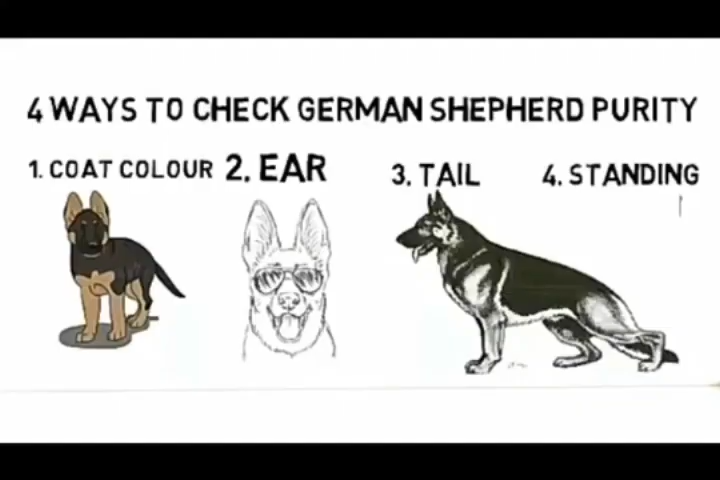 4 WAYS TO CHECK GERMAN SHEPHERD PURITY
1. COAT COLOUR 2. EAR 3. TAIL 4. STANDING